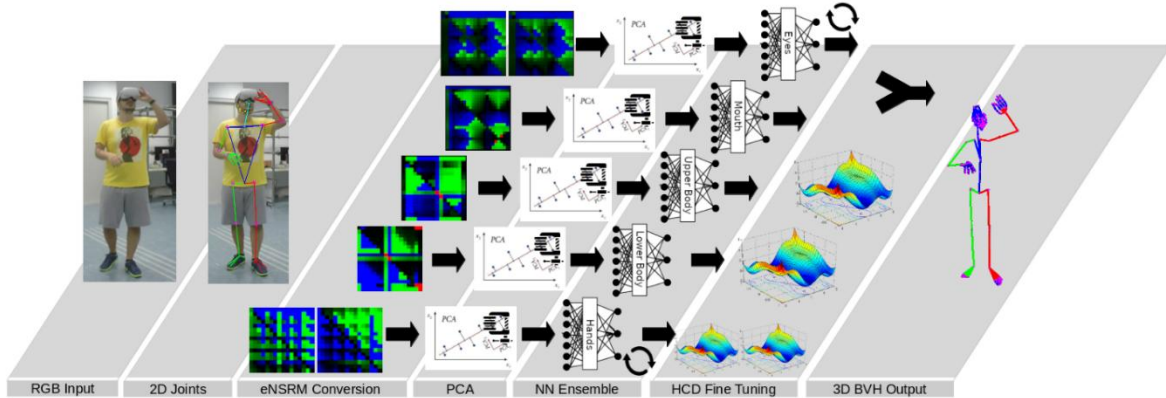 PCA
Eyes
PCA
Mouth
PCA
Upper Body
PCA
Lower Body
PCA
Hands
RGB Input
2D Joints
eNSRM Conversion
PCA
NN Ensemble
HCD Fine Tuning
3D BVH Output